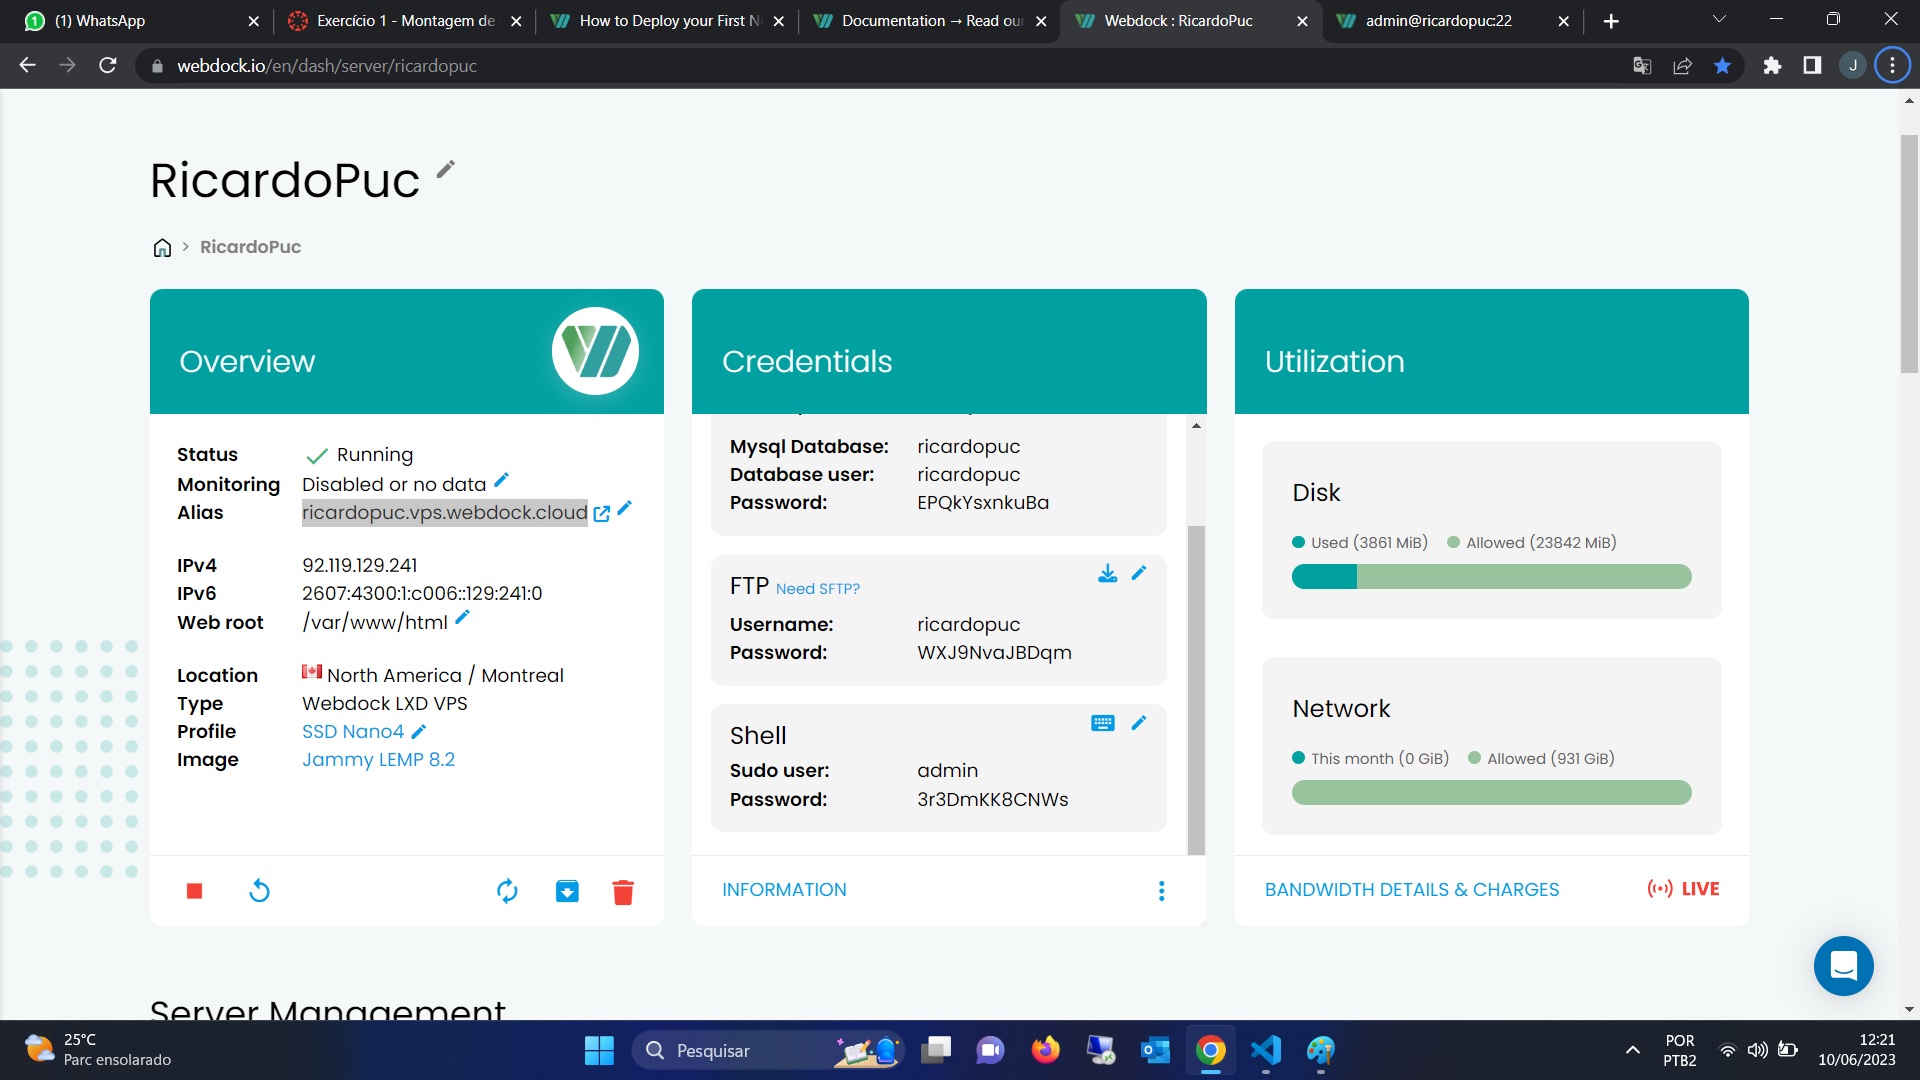 (1) WhatsApp
Exercício 1 - Montagem de
How to Deploy your First N
Documentation → Read our
Webdock : RicardoPuc
admin@ricardopuc:22
webdock.io/en/dash/server/ricardopuc
J
RicardoPuc
> RicardoPuc
Overview
Status Running
Monitoring Disabled or no data
Alias ricardopuc.vps.webdock.cloud
IPv4 92.119.129.241
IPv6 2607:4300:1:c006::129:241:0
Web root /var/www/html
Location North America / Montreal
Type Webdock LXD VPS
Profile SSD Nano4
Image Jammy LEMP 8.2
Credentials
Mysql Database: ricardopuc
Database user: ricardopuc
Password: EPQkYsxnkuBa
FTP Need SFTP?
Username: ricardopuc
Password: WXJ9NvaJBDqm
Shell
Sudo user: admin
Password: 3r3DmKK8CNWs
INFORMATION
Utilization
Disk
Used (3861 MiB) Allowed (23842 MiB)
Network
This month (0 GiB) Allowed (931 GiB)
BANDWIDTH DETAILS & CHARGES LIVE
Server Management
25°C
Parc ensolarado
Pesquisar
POR
PTB2
12:21
10/06/2023